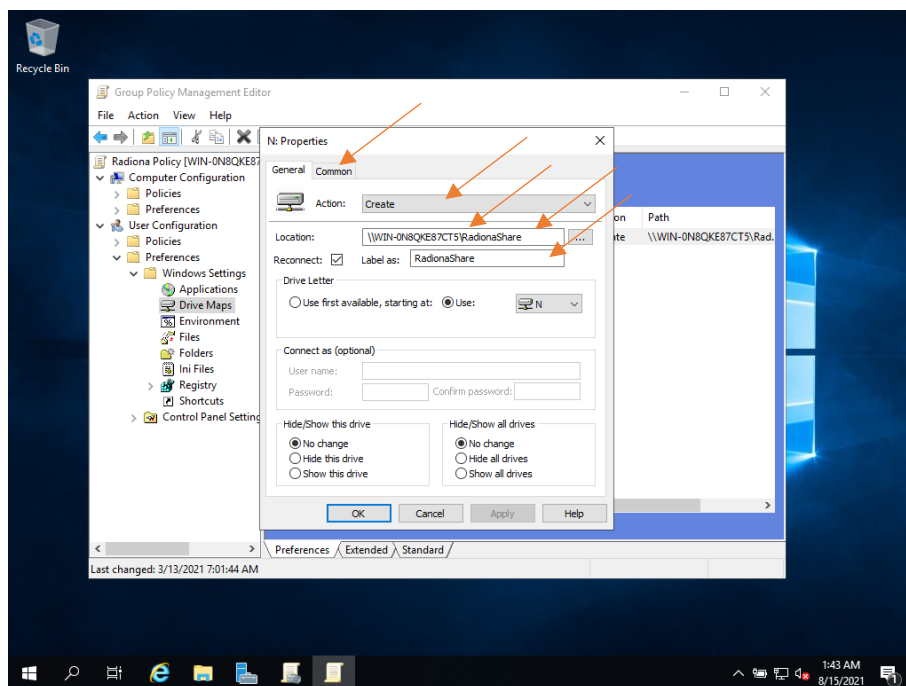 Recycle Bin
Group Policy Management Editor
File Action View Help
Radiona Policy [WIN-0N8QKE87
Computer Configuration
Policies
Preferences
User Configuration
Policies
Preferences
Windows Settings
Applications
Drive Maps
Environment
Files
Folders
Ini Files
Registry
Shortcuts
Control Panel Setting
N: Properties
General Common
Action: Create
Location: \\WIN-0N8QKE87CT5\RadionaShare ...
Reconnect: Label as: RadionaShare
Drive Letter
Use first available, starting at: Use: N
Connect as (optional)
User name:
Password: Confirm password:
Hide/Show this drive
No change
Hide this drive
Show this drive
Hide/Show all drives
No change
Hide all drives
Show all drives
OK Cancel Apply Help
on Path
ate \\WIN-0N8QKE87CT5\Rad.
Preferences Extended Standard
Last changed: 3/13/2021 7:01:44 AM
1:43 AM
8/15/2021
1